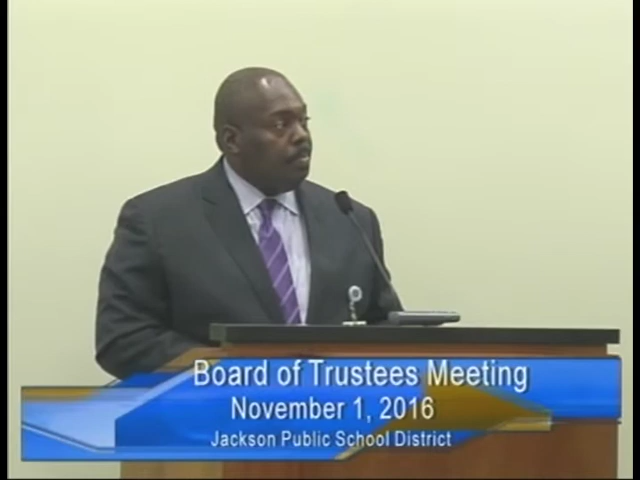 Board of Trustees Meeting
November 1, 2016
Jackson Public School District